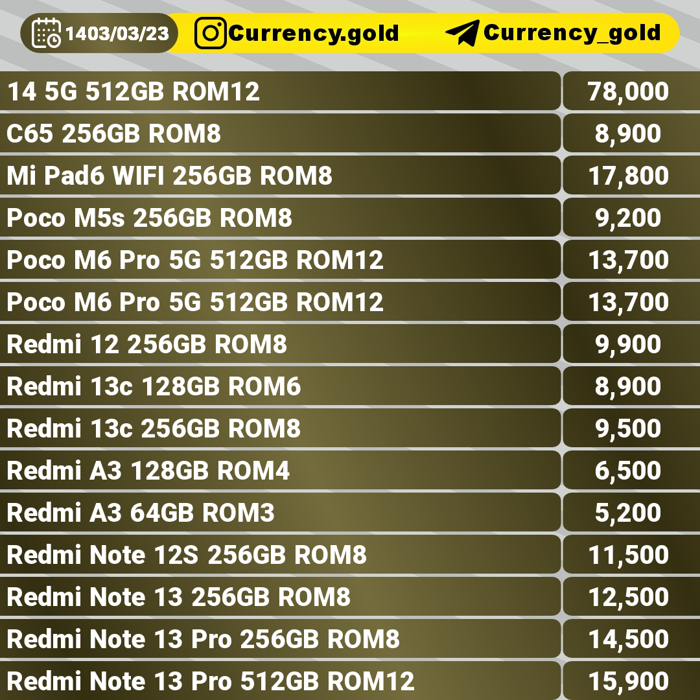 1403/03/23 Currency.gold Currency_gold
14 5G 512GB ROM12 78,000
C65 256GB ROM8 8,900
Mi Pad6 WIFI 256GB ROM8 17,800
Poco M5s 256GB ROM8 9,200
Poco M6 Pro 5G 512GB ROM12 13,700
Poco M6 Pro 5G 512GB ROM12 13,700
Redmi 12 256GB ROM8 9,900
Redmi 13c 128GB ROM6 8,900
Redmi 13c 256GB ROM8 9,500
Redmi A3 128GB ROM4 6,500
Redmi A3 64GB ROM3 5,200
Redmi Note 12S 256GB ROM8 11,500
Redmi Note 13 256GB ROM8 12,500
Redmi Note 13 Pro 256GB ROM8 14,500
Redmi Note 13 Pro 512GB ROM12 15,900